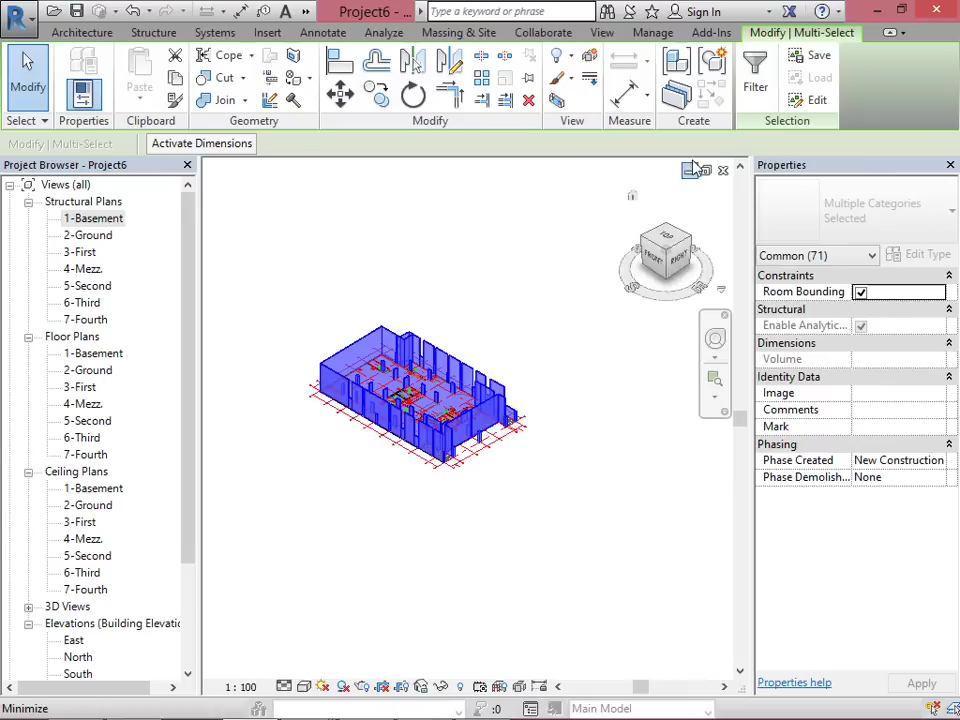 Project6 - ...
Type a keyword or phrase
Sign In
Architecture
Structure
Systems
Insert
Annotate
Analyze
Massing & Site
Collaborate
View
Manage
Add-Ins
Modify | Multi-Select
Modify
Paste
Cope
Cut
Join
Filter
Save
Load
Edit
Select
Properties
Clipboard
Geometry
Modify
View
Measure
Create
Selection
Modify | Multi-Select
Activate Dimensions
Project Browser - Project6
Views (all)
Structural Plans
1-Basement
2-Ground
3-First
4-Mezz.
5-Second
6-Third
7-Fourth
Floor Plans
1-Basement
2-Ground
3-First
4-Mezz.
5-Second
6-Third
7-Fourth
Ceiling Plans
1-Basement
2-Ground
3-First
4-Mezz.
5-Second
6-Third
7-Fourth
3D Views
Elevations (Building Elevatio
East
North
South
TOP
FRONT
RIGHT
1 : 100
Properties
Multiple Categories
Selected
Common (71)
Edit Type
Constraints
Room Bounding
Structural
Enable Analytic...
Dimensions
Volume
Identity Data
Image
Comments
Mark
Phasing
Phase Created New Construction
Phase Demolish... None
Properties help
Apply
Minimize
:0
Main Model